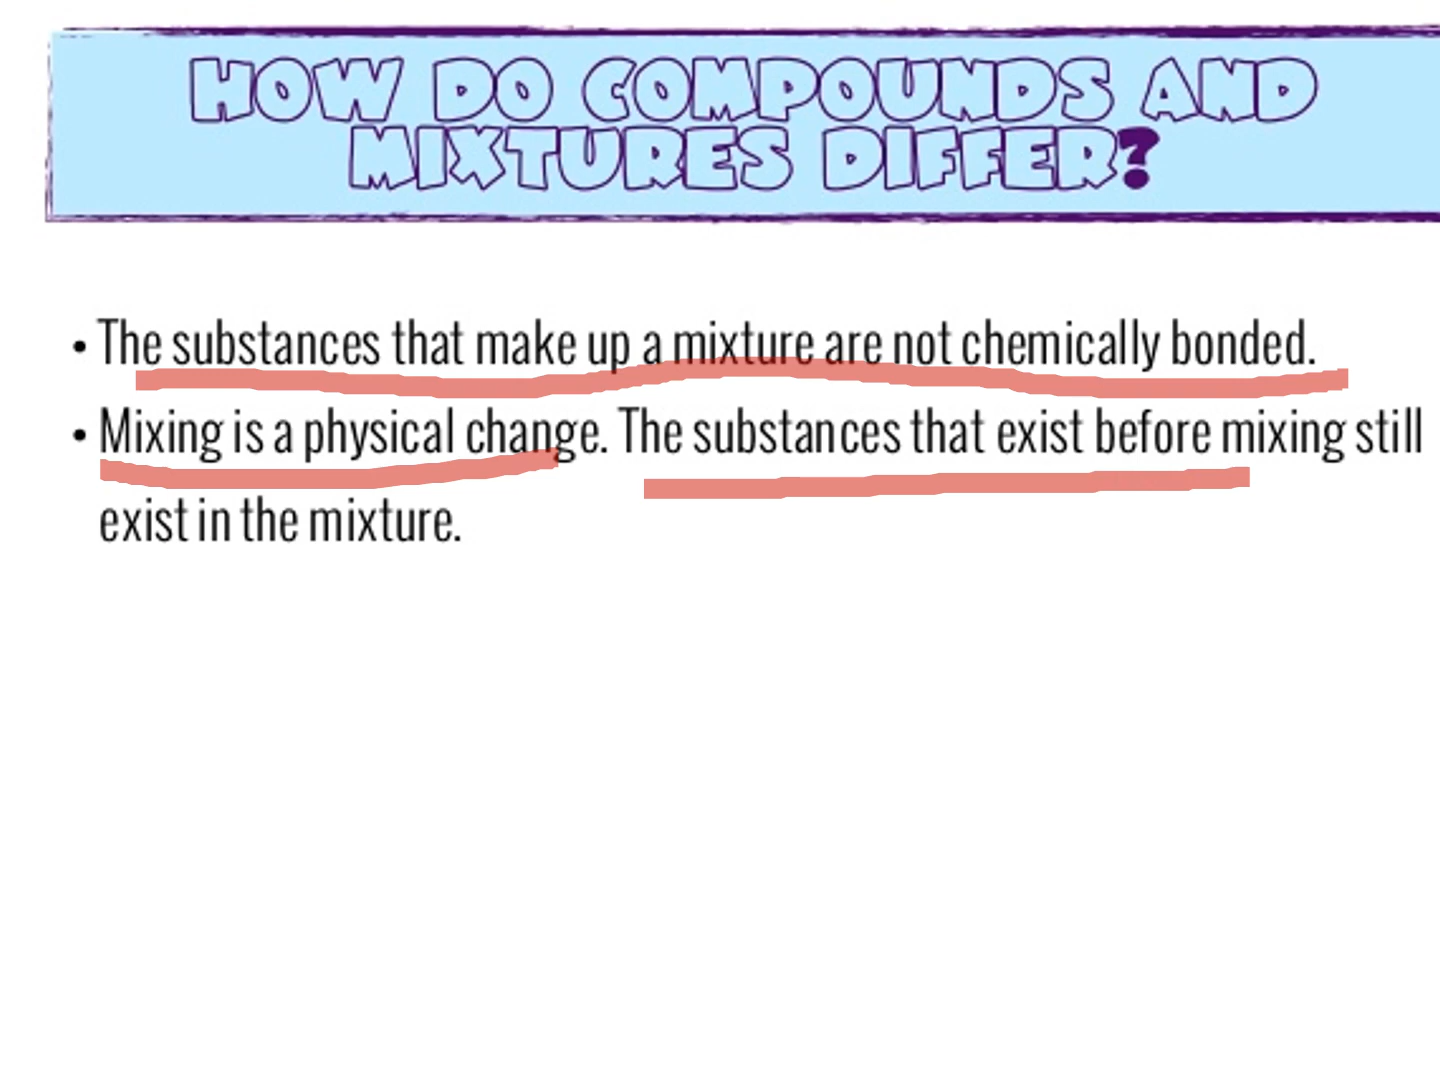 HOW DO COMPOUNDS AND
MIXTURES DIFFER?
• The substances that make up a mixture are not chemically bonded.
• Mixing is a physical change. The substances that exist before mixing still
exist in the mixture.